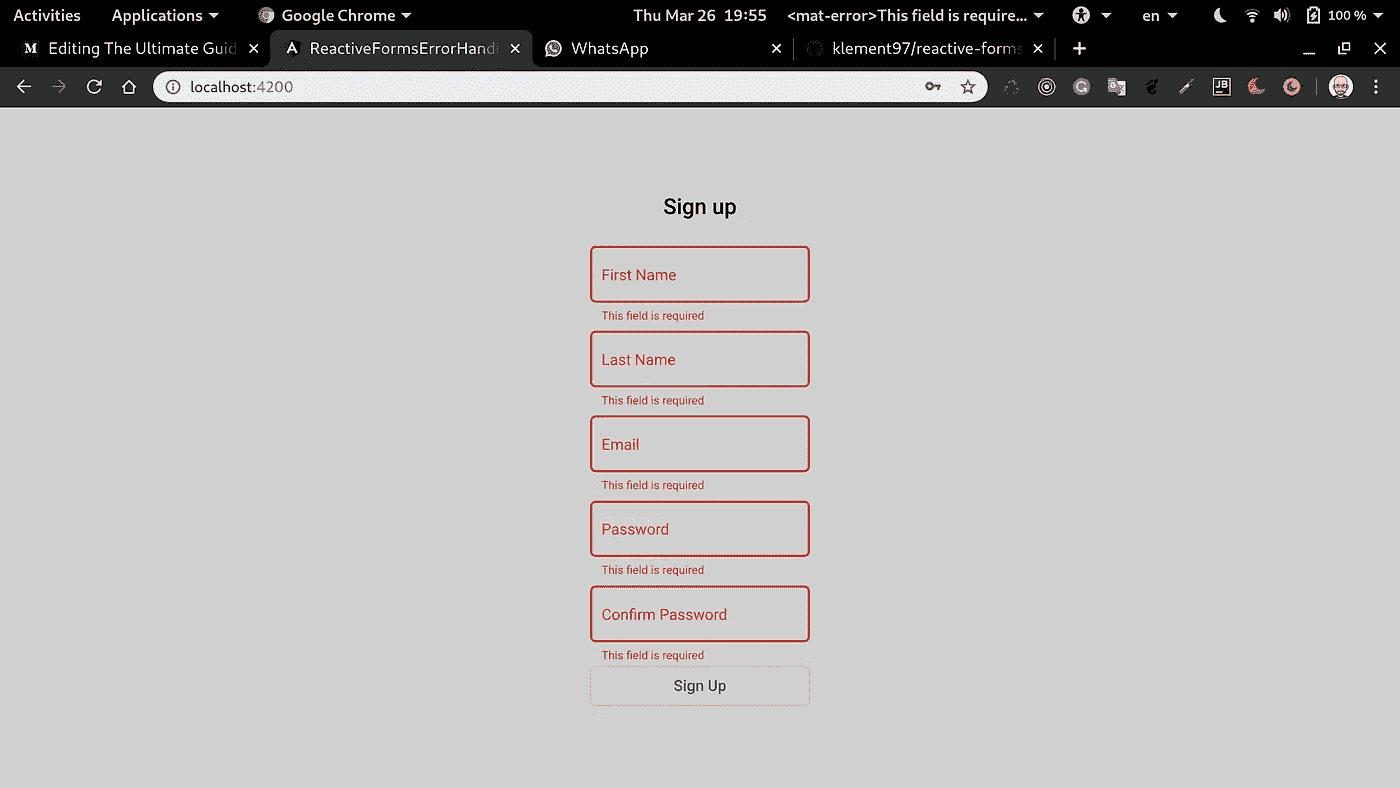 Activities Applications Google Chrome Thu Mar 26 19:55 <mat-error>This field is require... en 100 %
M Editing The Ultimate Guid ReactiveFormsErrorHandl WhatsApp klement97/reactive-forms
localhost:4200 JB
Sign up
First Name
This field is required
Last Name
This field is required
Email
This field is required
Password
This field is required
Confirm Password
This field is required
Sign Up